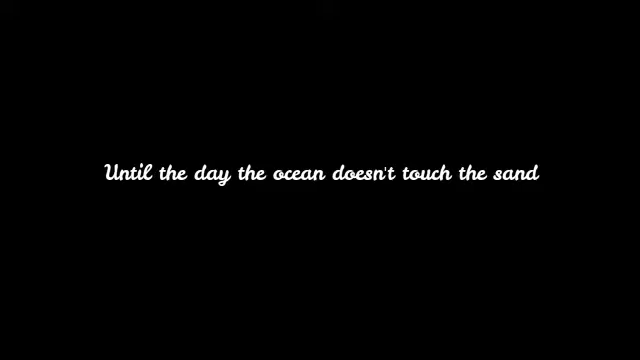 Until the day the ocean doesn't touch the sand